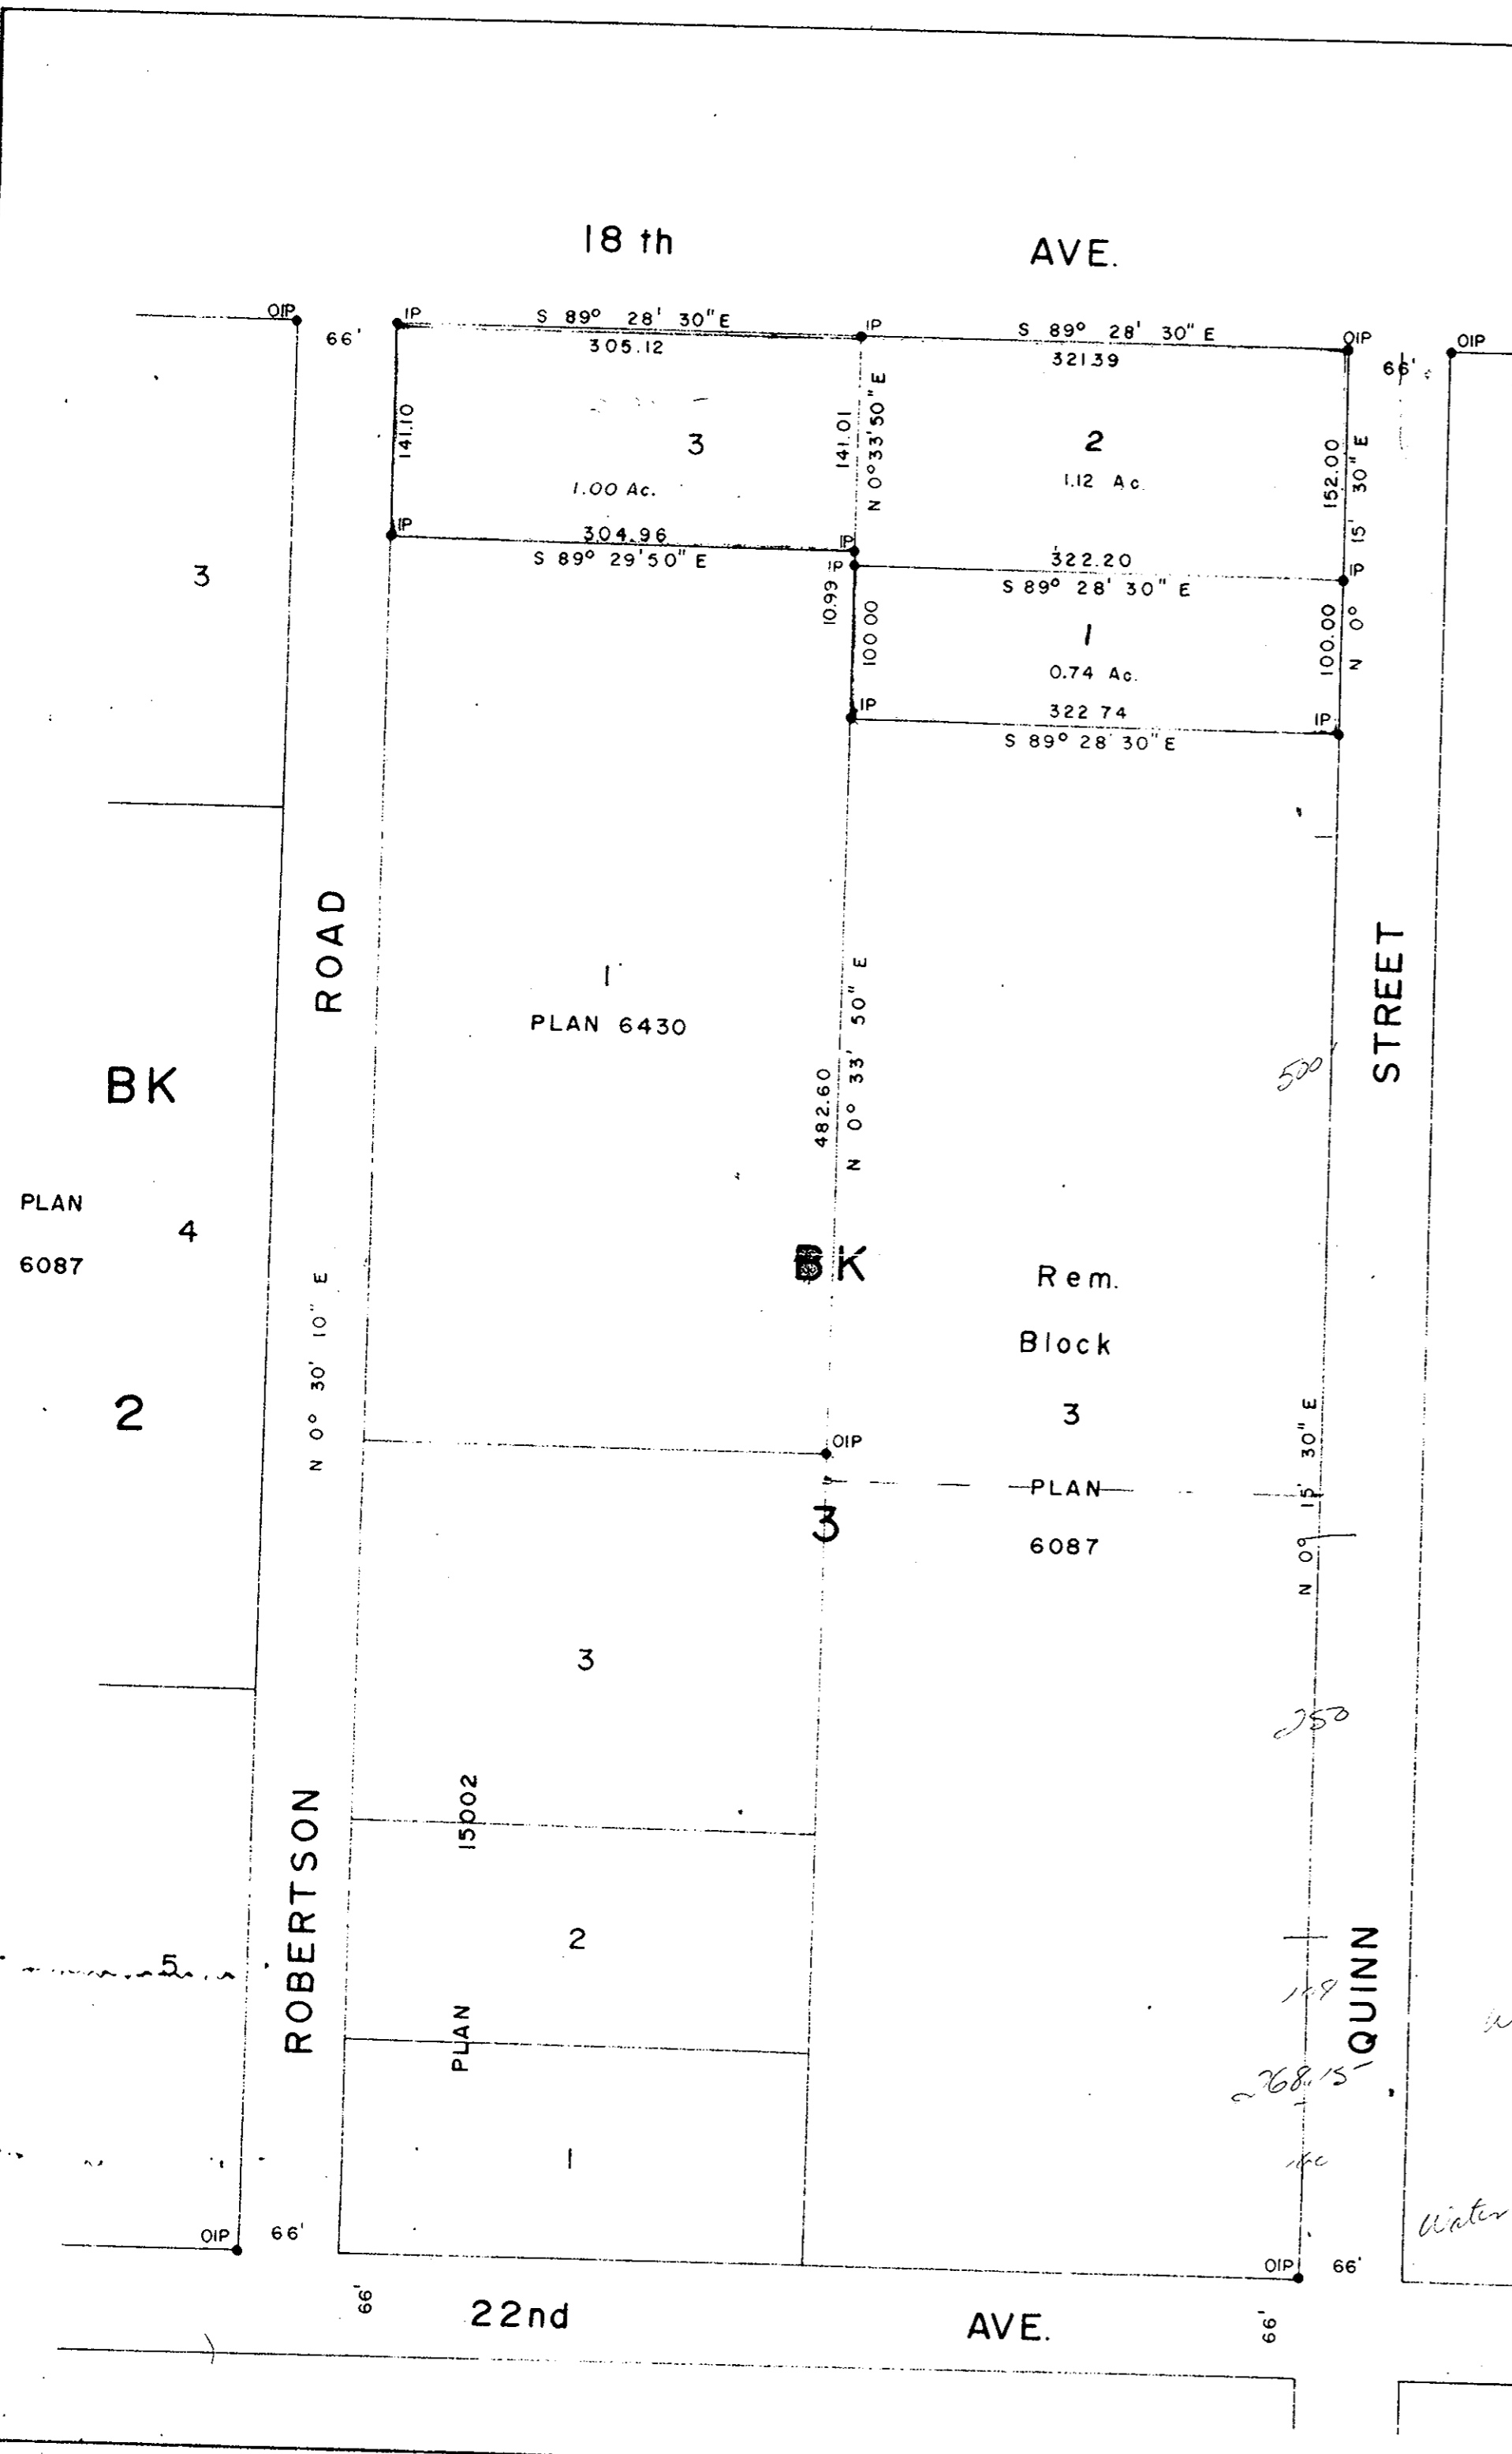 18 th AVE.
OIP
66'
IP
S 89° 28' 30" E
305.12
IP
S 89° 28' 30" E
321.39
OIP
66'
OIP
141.10
3
1.00 Ac.
141.01
N 0° 33' 50" E
2
1.12 Ac.
152.00
N 0° 15' 30" E
IP
304.96
S 89° 29' 50" E
IP
IP
322.20
S 89° 28' 30" E
IP
3
10.99
100 00
1
0.74 Ac.
100.00
IP
322 74
S 89° 28' 30" E
IP
ROBERTSON ROAD
QUINN STREET
1
PLAN 6430
500'
BK
482.60
N 0° 33' 50" E
PLAN
4
6087
BK
Rem.
Block
3
2
N 0° 30' 10" E
OIP
PLAN
3
6087
N 0° 15' 30" E
3
250
PLAN 15002
2
5
268.15
1
Water
OIP
66'
OIP
66'
66'
22nd AVE.
66'